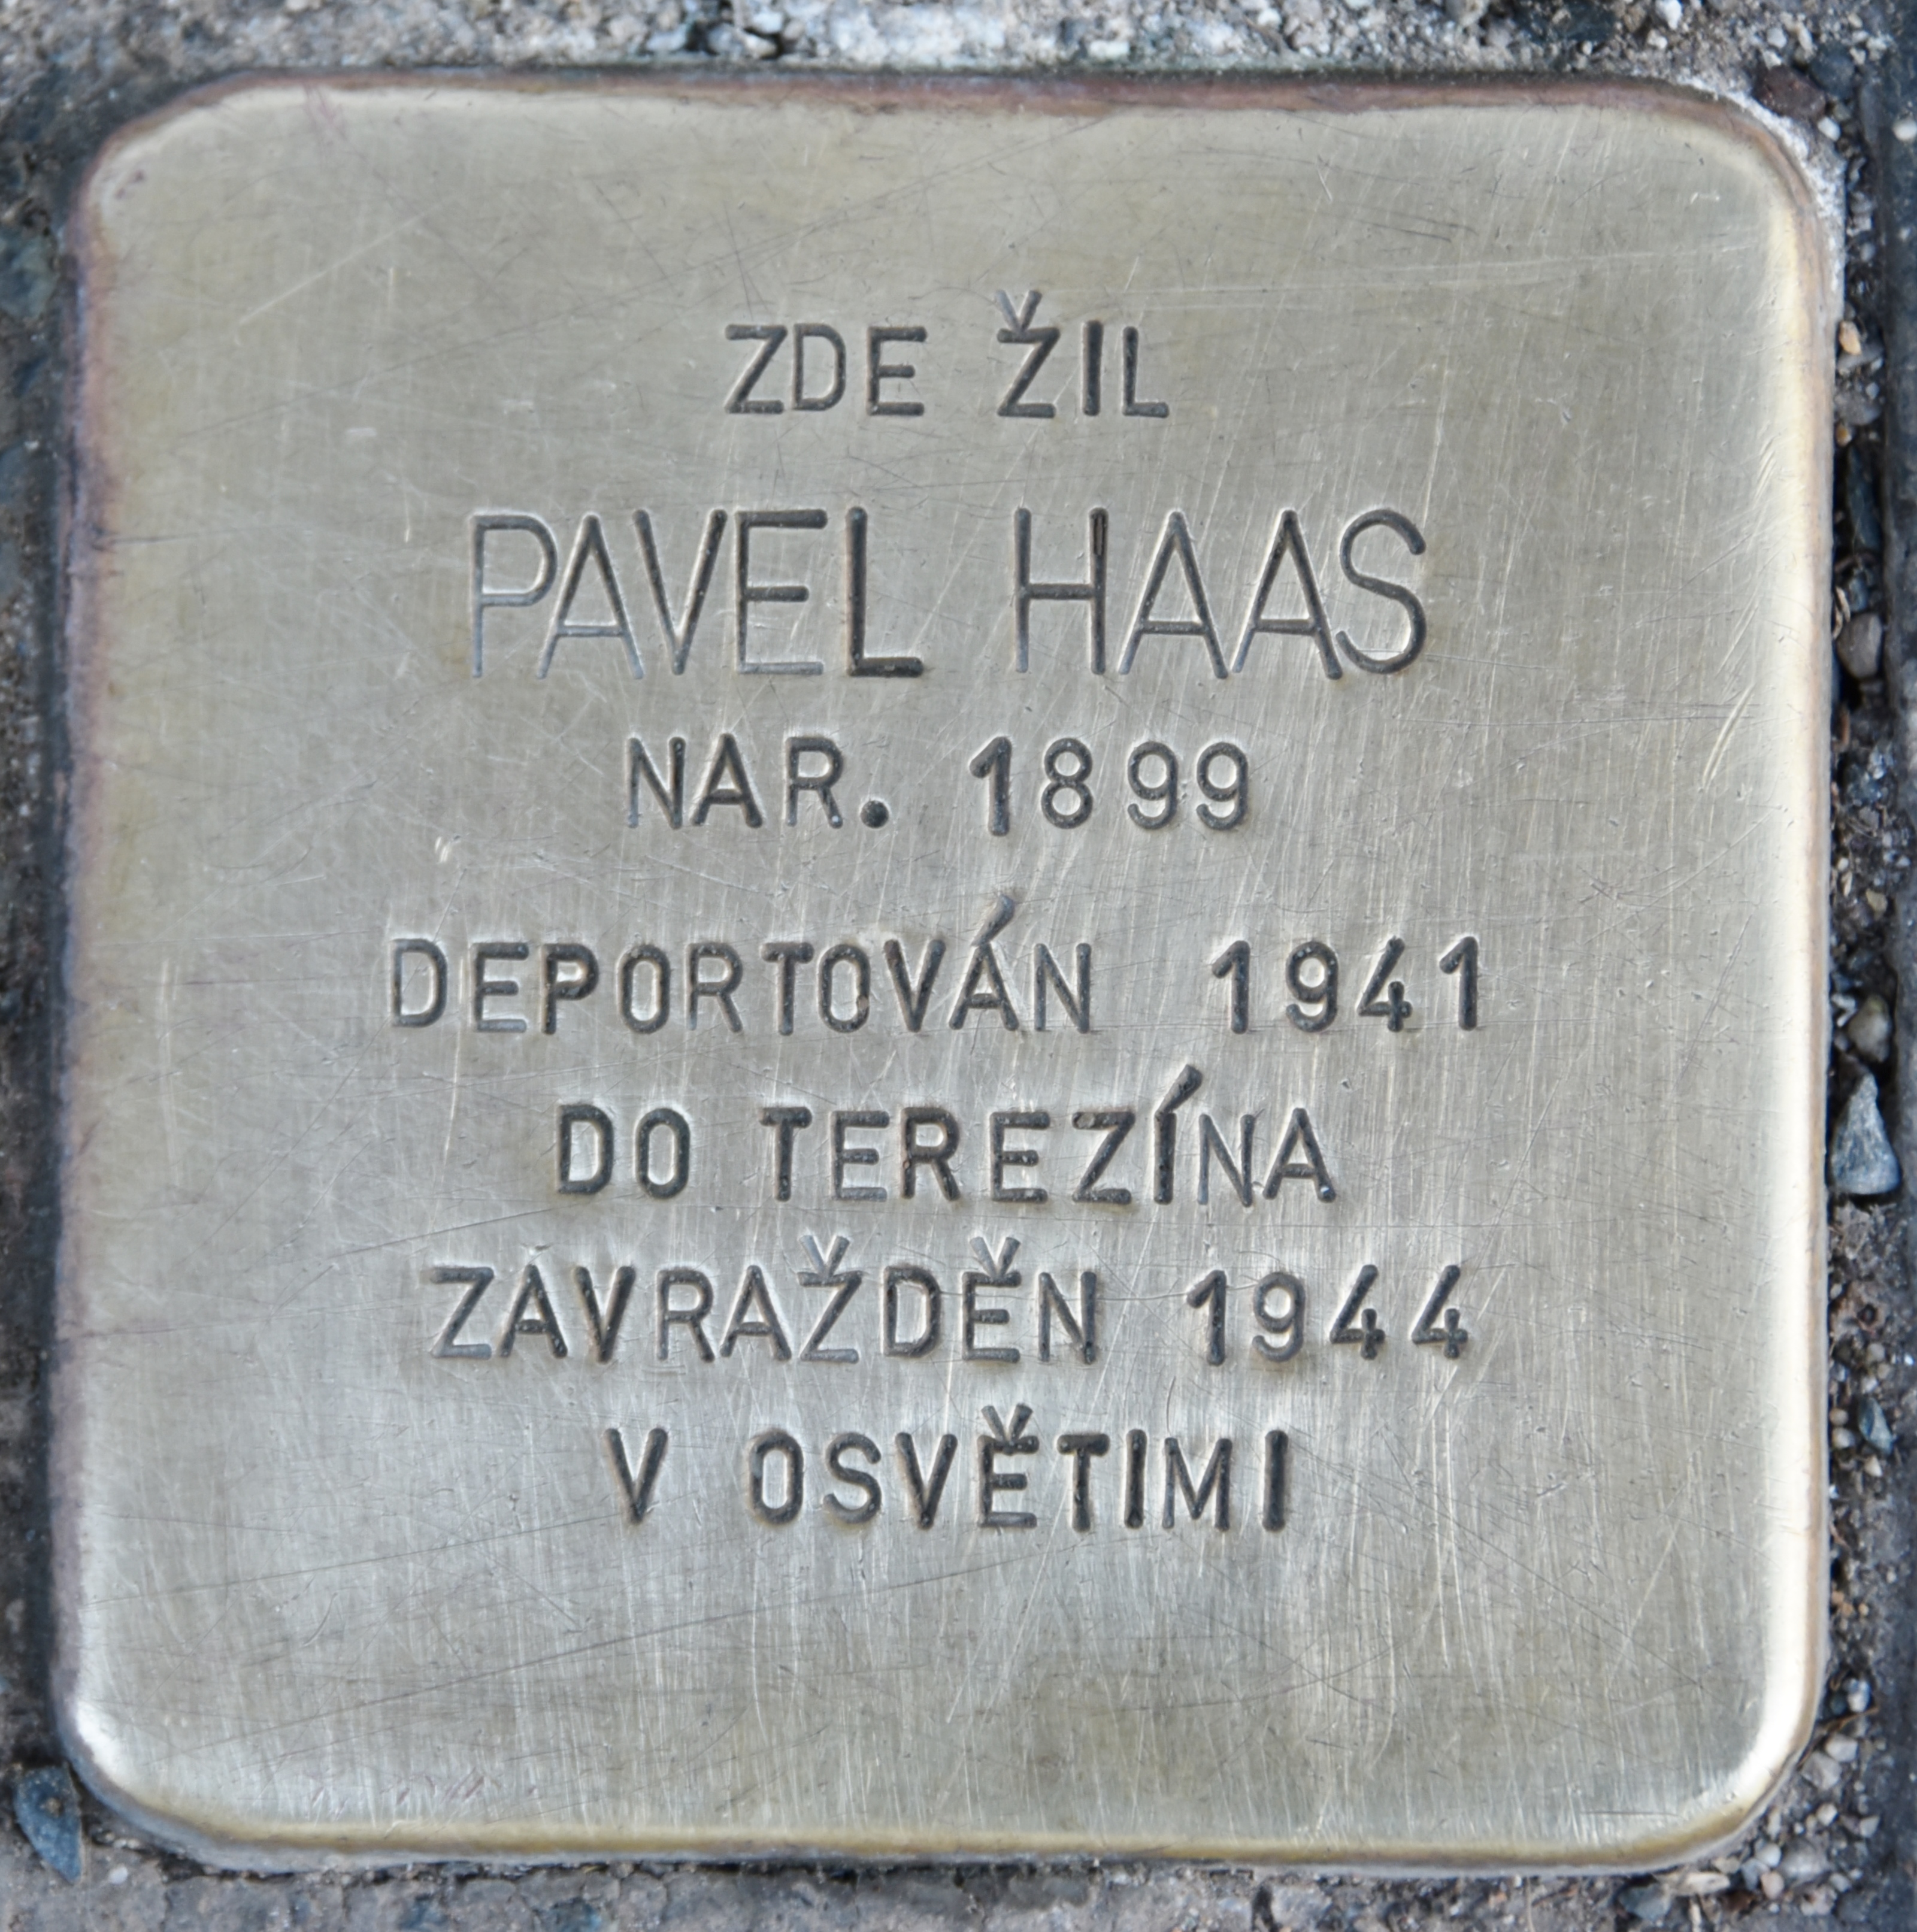 ZDE ŽIL
PAVEL HAAS
NAR. 1899
DEPORTOVÁN 1941
DO TEREZÍNA
ZAVRAŽDĚN 1944
V OSVĚTIMI